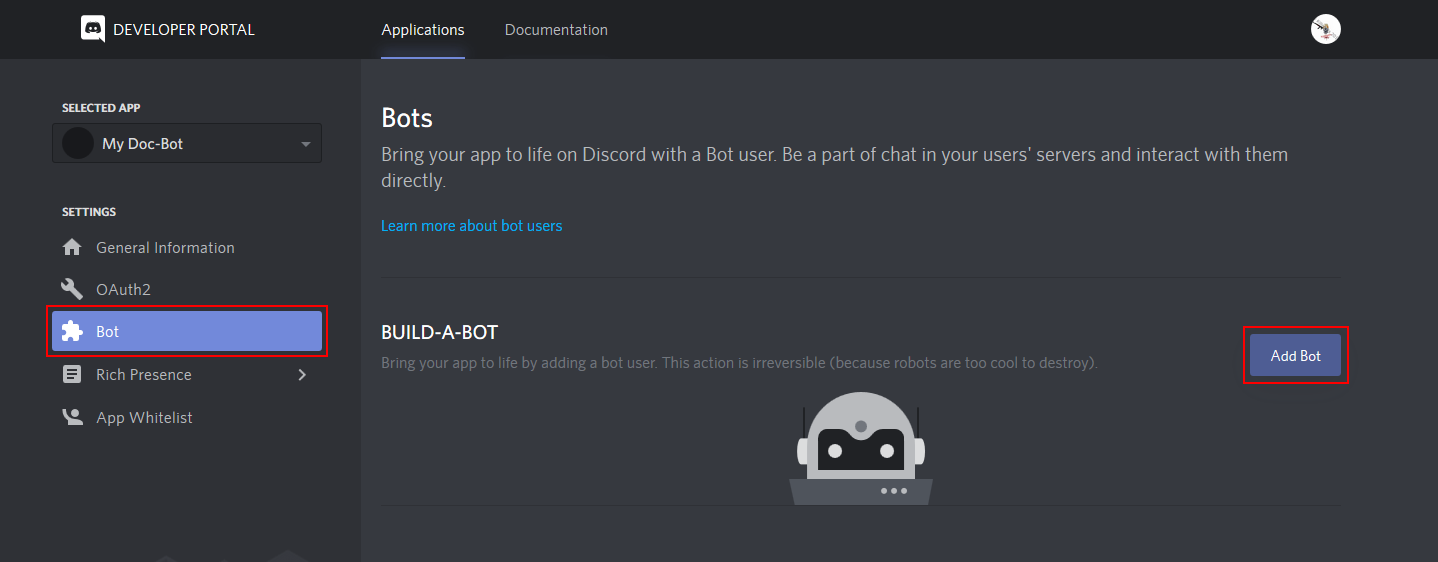 DEVELOPER PORTAL
Applications
Documentation
SELECTED APP
My Doc-Bot
SETTINGS
General Information
OAuth2
Bot
Rich Presence
App Whitelist
Bots
Bring your app to life on Discord with a Bot user. Be a part of chat in your users' servers and interact with them
directly.
Learn more about bot users
BUILD-A-BOT
Bring your app to life by adding a bot user. This action is irreversible (because robots are too cool to destroy).
Add Bot